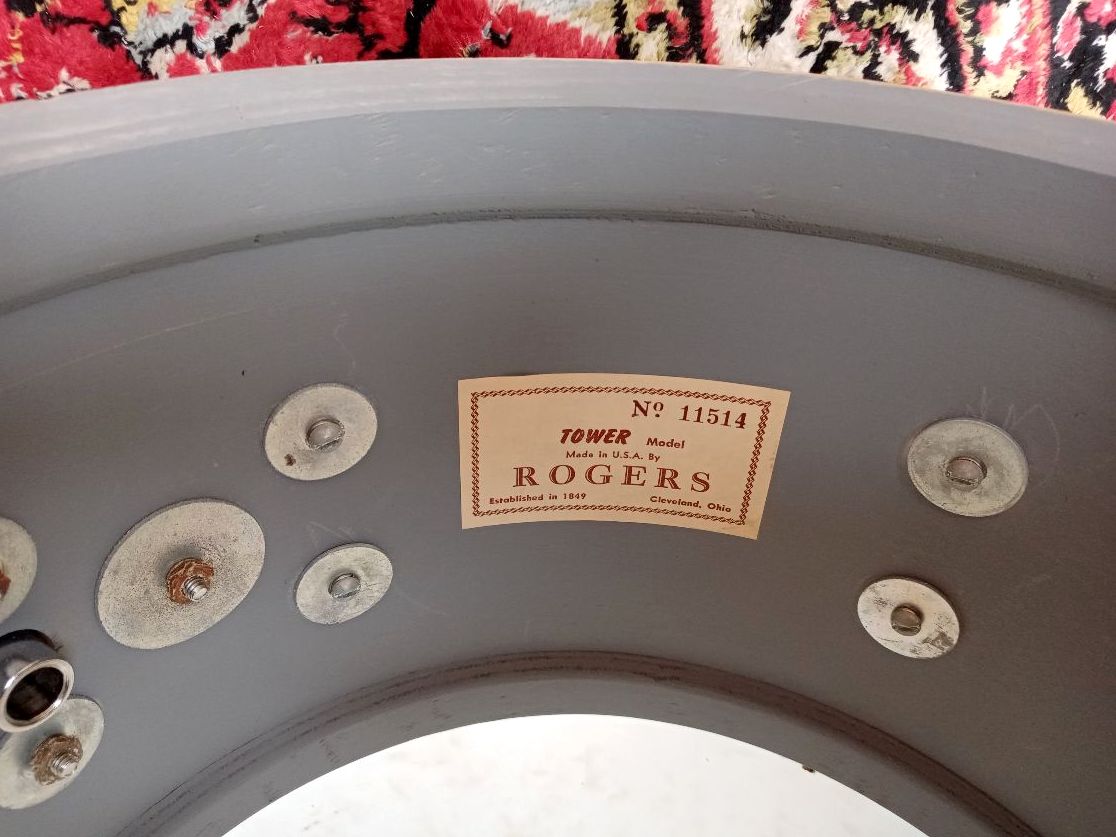 Nº 11514
TOWER Model
Made in U.S.A. By
ROGERS
Established in 1849 Cleveland, Ohio